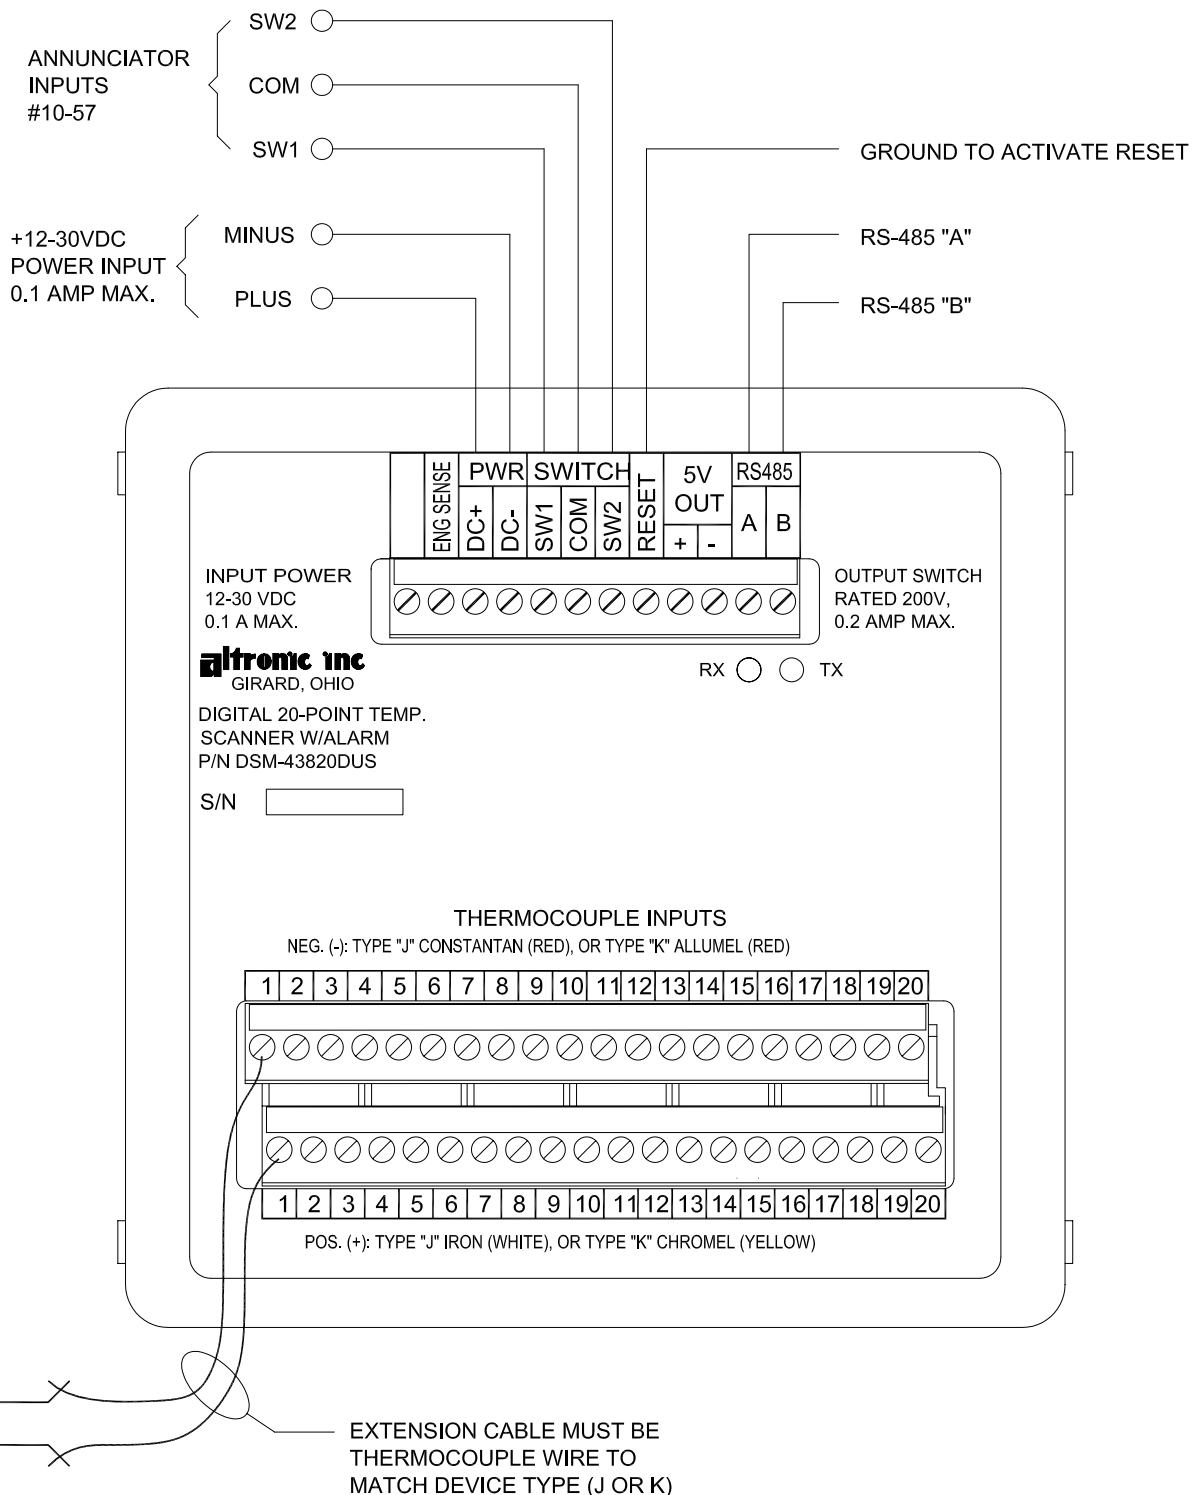 SW2
ANNUNCIATOR
INPUTS
#10-57
COM
SW1
GROUND TO ACTIVATE RESET
+12-30VDC
POWER INPUT
0.1 AMP MAX.
MINUS
PLUS
RS-485 "A"
RS-485 "B"
ENG SENSE
PWR
DC+
DC-
SWITCH
SW1
COM
SW2
RESET
5V
OUT
+ -
RS485
A B
INPUT POWER
12-30 VDC
0.1 A MAX.
OUTPUT SWITCH
RATED 200V,
0.2 AMP MAX.
altronic inc
GIRARD, OHIO
RX TX
DIGITAL 20-POINT TEMP.
SCANNER W/ALARM
P/N DSM-43820DUS
S/N
THERMOCOUPLE INPUTS
NEG. (-): TYPE "J" CONSTANTAN (RED), OR TYPE "K" ALLUMEL (RED)
1 2 3 4 5 6 7 8 9 10 11 12 13 14 15 16 17 18 19 20
1 2 3 4 5 6 7 8 9 10 11 12 13 14 15 16 17 18 19 20
POS. (+): TYPE "J" IRON (WHITE), OR TYPE "K" CHROMEL (YELLOW)
EXTENSION CABLE MUST BE
THERMOCOUPLE WIRE TO
MATCH DEVICE TYPE (J OR K)